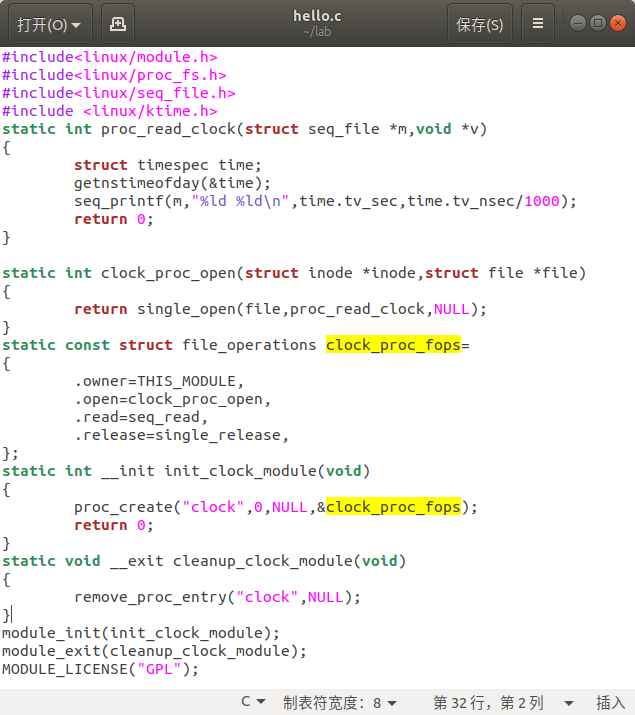 打开(O)
hello.c
~/lab
保存(S)
#include<linux/module.h>
#include<linux/proc_fs.h>
#include<linux/seq_file.h>
#include <linux/ktime.h>
static int proc_read_clock(struct seq_file *m,void *v)
{
        struct timespec time;
        getnstimeofday(&time);
        seq_printf(m,"%ld %ld\n",time.tv_sec,time.tv_nsec/1000);
        return 0;
}

static int clock_proc_open(struct inode *inode,struct file *file)
{
        return single_open(file,proc_read_clock,NULL);
}
static const struct file_operations clock_proc_fops=
{
        .owner=THIS_MODULE,
        .open=clock_proc_open,
        .read=seq_read,
        .release=single_release,
};
static int __init init_clock_module(void)
{
        proc_create("clock",0,NULL,&clock_proc_fops);
        return 0;
}
static void __exit cleanup_clock_module(void)
{
        remove_proc_entry("clock",NULL);
}
module_init(init_clock_module);
module_exit(cleanup_clock_module);
MODULE_LICENSE("GPL");
C 制表符宽度：8 第 32 行，第 2 列 插入